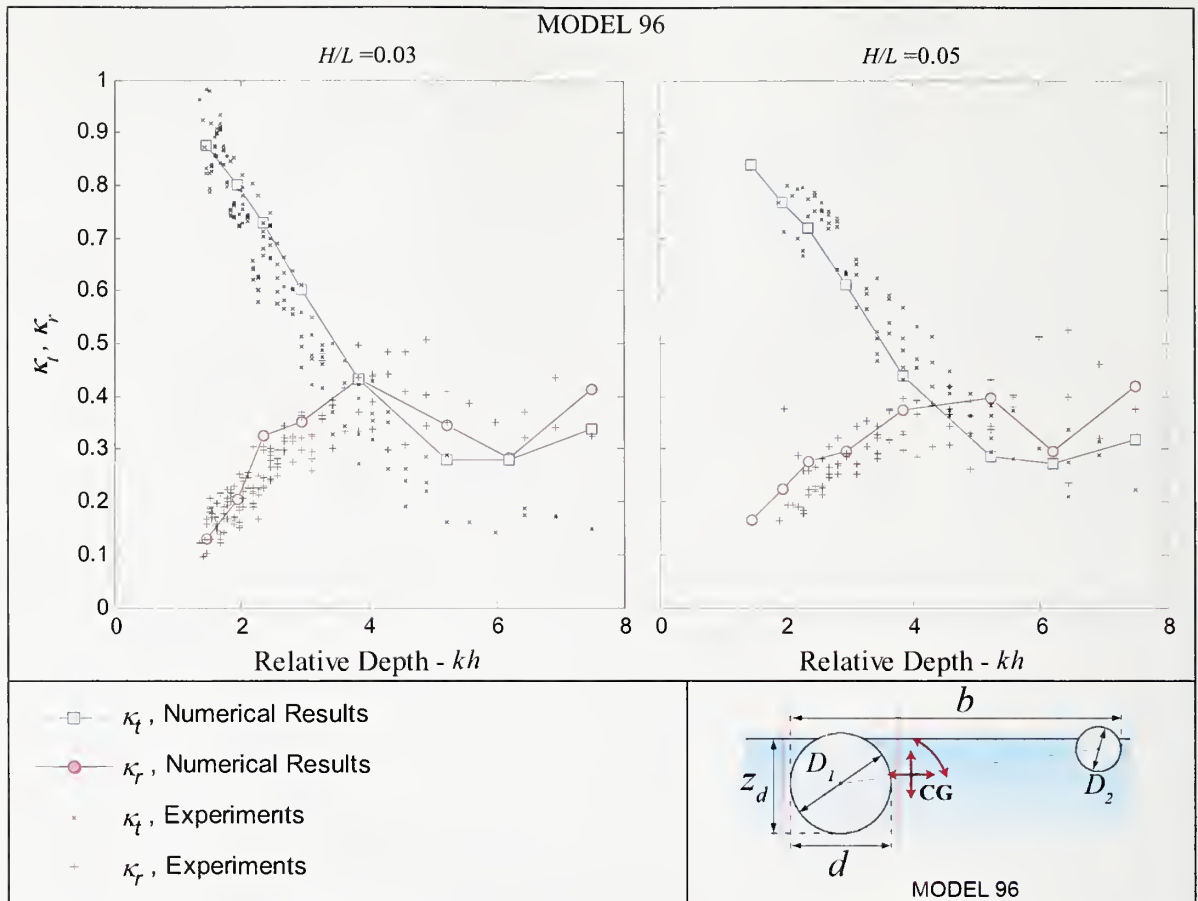 MODEL 96
H/L =0.03
H/L =0.05
1
0.9
0.8
0.7
0.6
0.5
0.4
0.3
0.2
0.1
0
κt , κr
0 2 4 6 8
0 2 4 6 8
Relative Depth - kh
Relative Depth - kh
κt , Numerical Results
κr , Numerical Results
κt , Experiments
κr , Experiments
b
D1
zd
CG
D2
d
MODEL 96